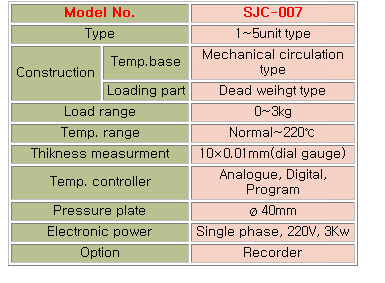 Model No. SJC-007
Type 1~5unit type
Construction Temp.base Mechanical circulation
type
Loading part Dead weihgt type
Load range 0~3kg
Temp. range Normal~220℃
Thikness measurment 10×0.01mm(dial gauge)
Temp. controller Analogue, Digital,
Program
Pressure plate ø 40mm
Electronic power Single phase, 220V, 3Kw
Option Recorder